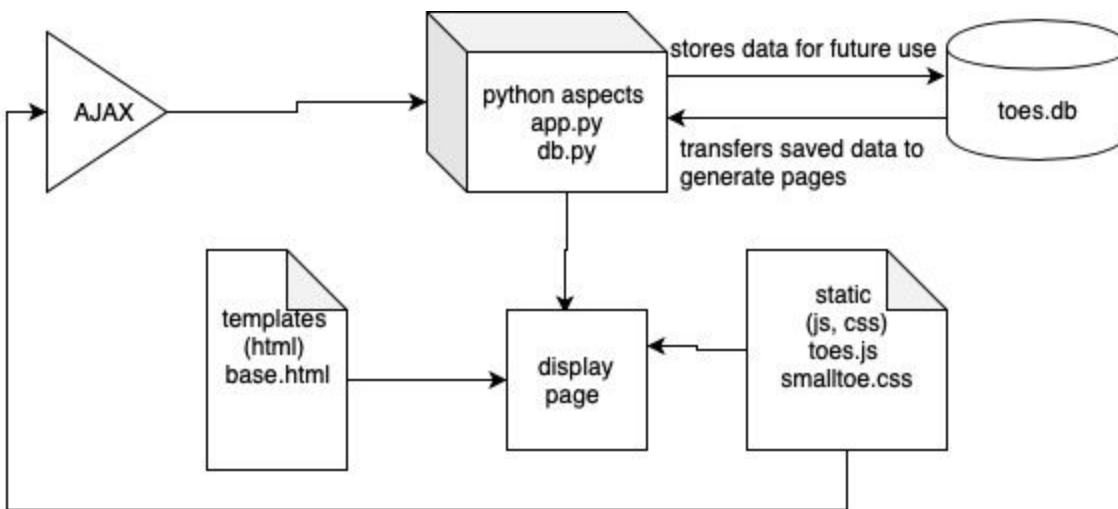 AJAX
python aspects
app.py
db.py
stores data for future use
transfers saved data to
generate pages
toes.db
templates
(html)
base.html
display
page
static
(js, css)
toes.js
smalltoe.css